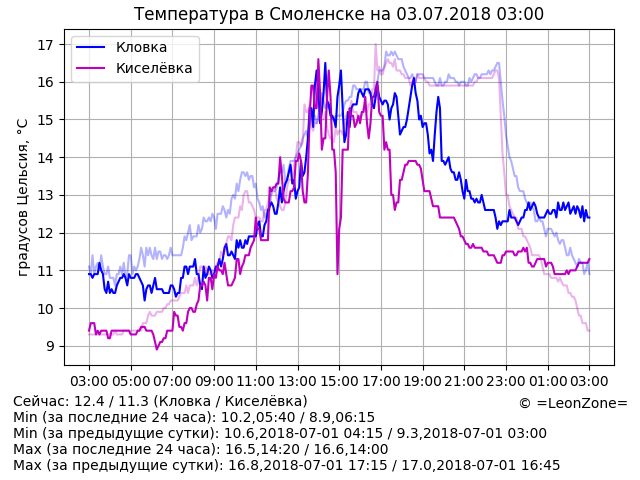 Температура в Смоленске на 03.07.2018 03:00
градусов Цельсия, °C
17
16
15
14
13
12
11
10
9
Кловка
Киселёвка
03:00 05:00 07:00 09:00 11:00 13:00 15:00 17:00 19:00 21:00 23:00 01:00 03:00
Сейчас: 12.4 / 11.3 (Кловка / Киселёвка)
© =LeonZone=
Min (за последние 24 часа): 10.2,05:40 / 8.9,06:15
Min (за предыдущие сутки): 10.6,2018-07-01 04:15 / 9.3,2018-07-01 03:00
Max (за последние 24 часа): 16.5,14:20 / 16.6,14:00
Max (за предыдущие сутки): 16.8,2018-07-01 17:15 / 17.0,2018-07-01 16:45